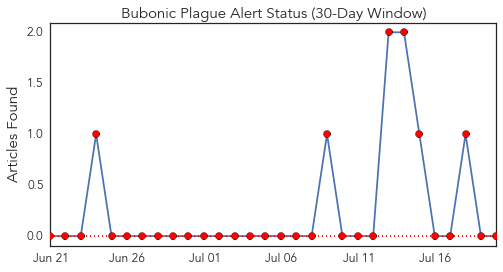 Bubonic Plague Alert Status (30-Day Window)
Articles Found
2.0
1.5
1.0
0.5
0.0
Jun 21 Jun 26 Jul 01 Jul 06 Jul 11 Jul 16